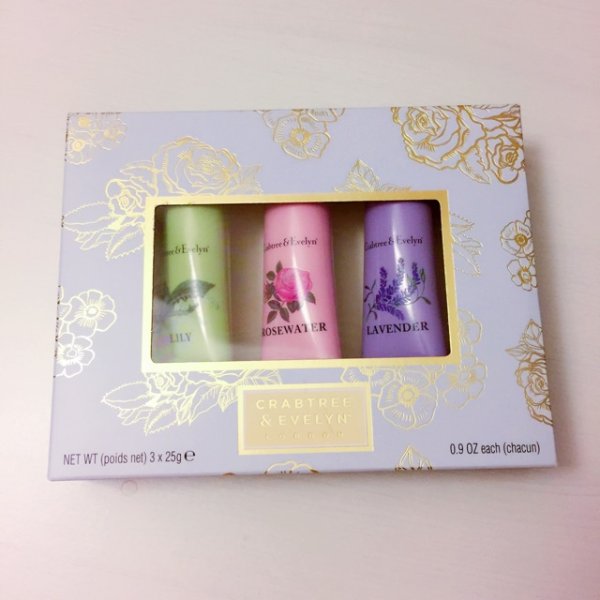 Crabtree & Evelyn
LILY
Crabtree & Evelyn®
ROSEWATER
Crabtree & Evelyn®
LAVENDER
CRABTREE
& EVELYN®
LONDON
NET WT (poids net) 3 x 25g e
0.9 OZ each (chacun)